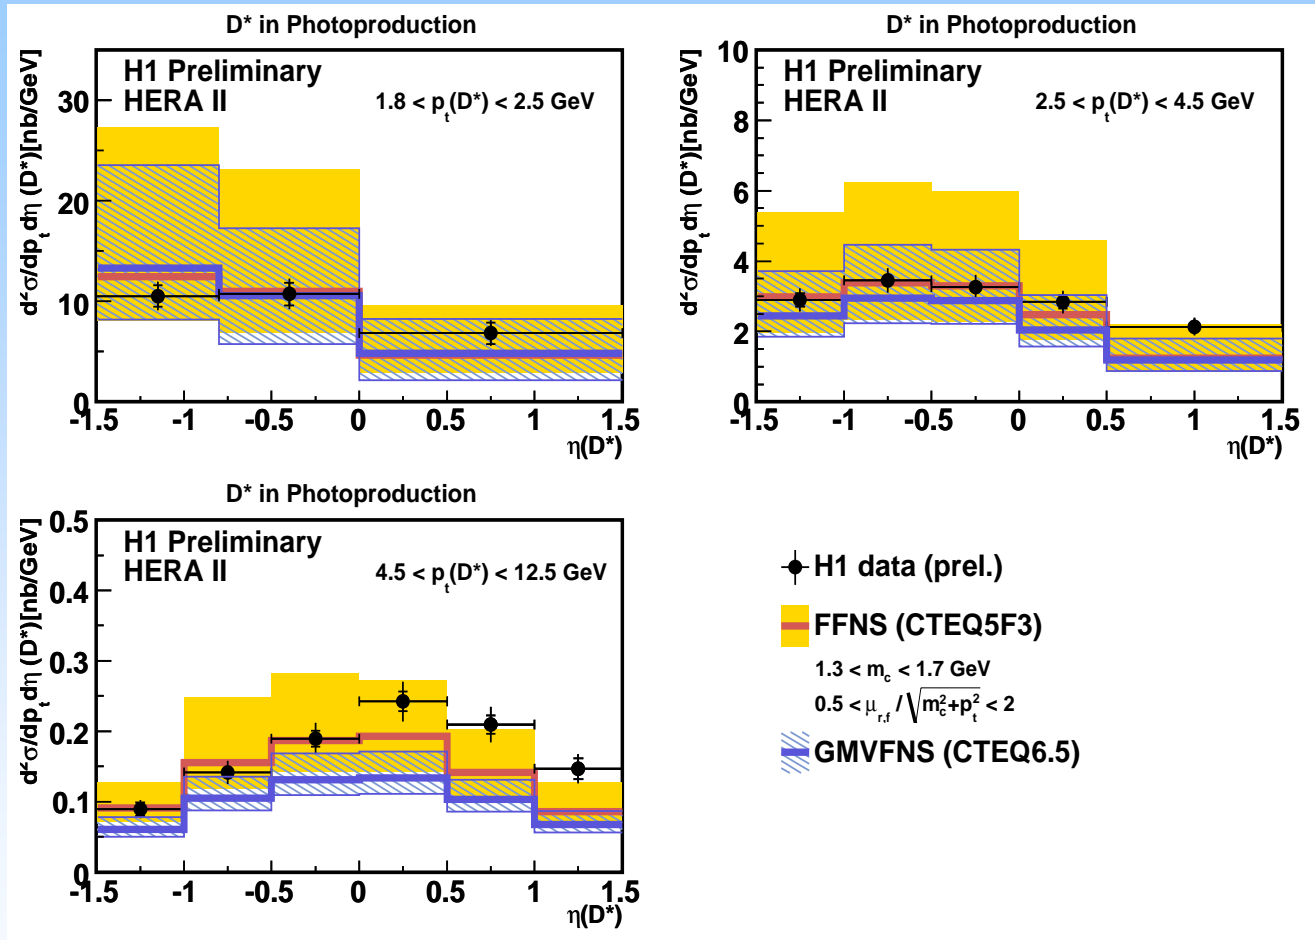 D* in Photoproduction
H1 Preliminary
HERA II
1.8 < p_t(D*) < 2.5 GeV
d²σ/dp_t dη (D*)[nb/GeV]
30
20
10
0
-1.5 -1 -0.5 0 0.5 1 1.5
η(D*)
D* in Photoproduction
H1 Preliminary
HERA II
2.5 < p_t(D*) < 4.5 GeV
d²σ/dp_t dη (D*)[nb/GeV]
10
8
6
4
2
0
-1.5 -1 -0.5 0 0.5 1 1.5
η(D*)
D* in Photoproduction
H1 Preliminary
HERA II
4.5 < p_t(D*) < 12.5 GeV
d²σ/dp_t dη (D*)[nb/GeV]
0.5
0.4
0.3
0.2
0.1
0
-1.5 -1 -0.5 0 0.5 1 1.5
η(D*)
H1 data (prel.)
FFNS (CTEQ5F3)
1.3 < m_c < 1.7 GeV
0.5 < μ_r,f / √m_c²+p_t² < 2
GMVFNS (CTEQ6.5)